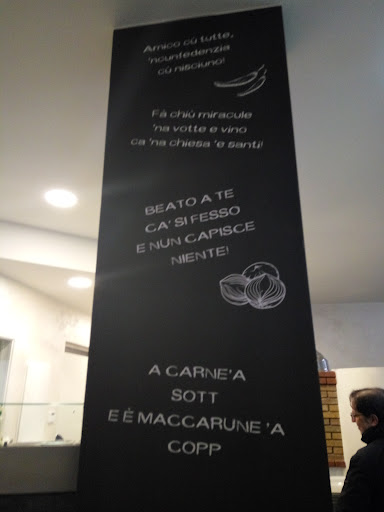 Amico cù tutte,
'ncunfedenzia
cù nisciuno!
Fà chiù miracule
'na votte e vino
ca 'na chiesa 'e santi!
BEATO A TE
CA' SI FESSO
E NUN CAPISCE
NIENTE!
A CARNE 'A
SOTT
E È MACCARUNE 'A
COPP